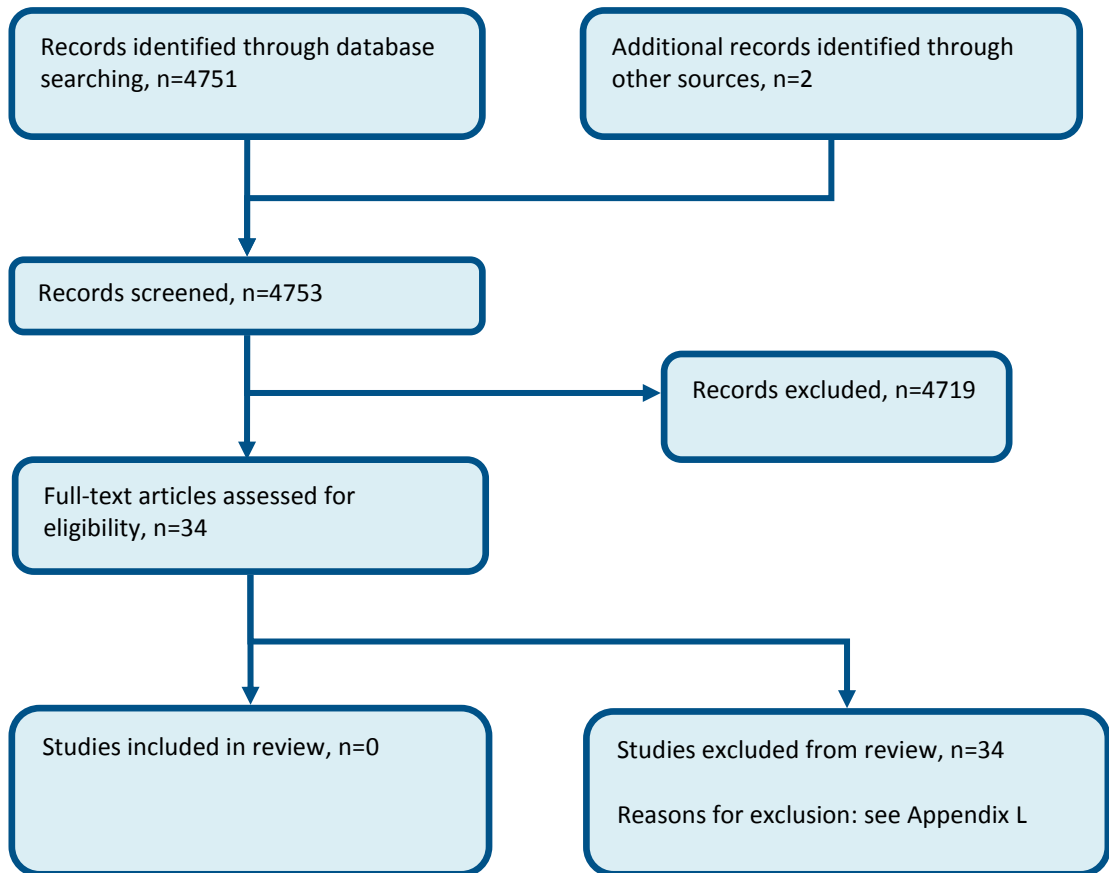 Records identified through database
searching, n=4751
Additional records identified through
other sources, n=2
Records screened, n=4753
Records excluded, n=4719
Full-text articles assessed for
eligibility, n=34
Studies included in review, n=0
Studies excluded from review, n=34
Reasons for exclusion: see Appendix L